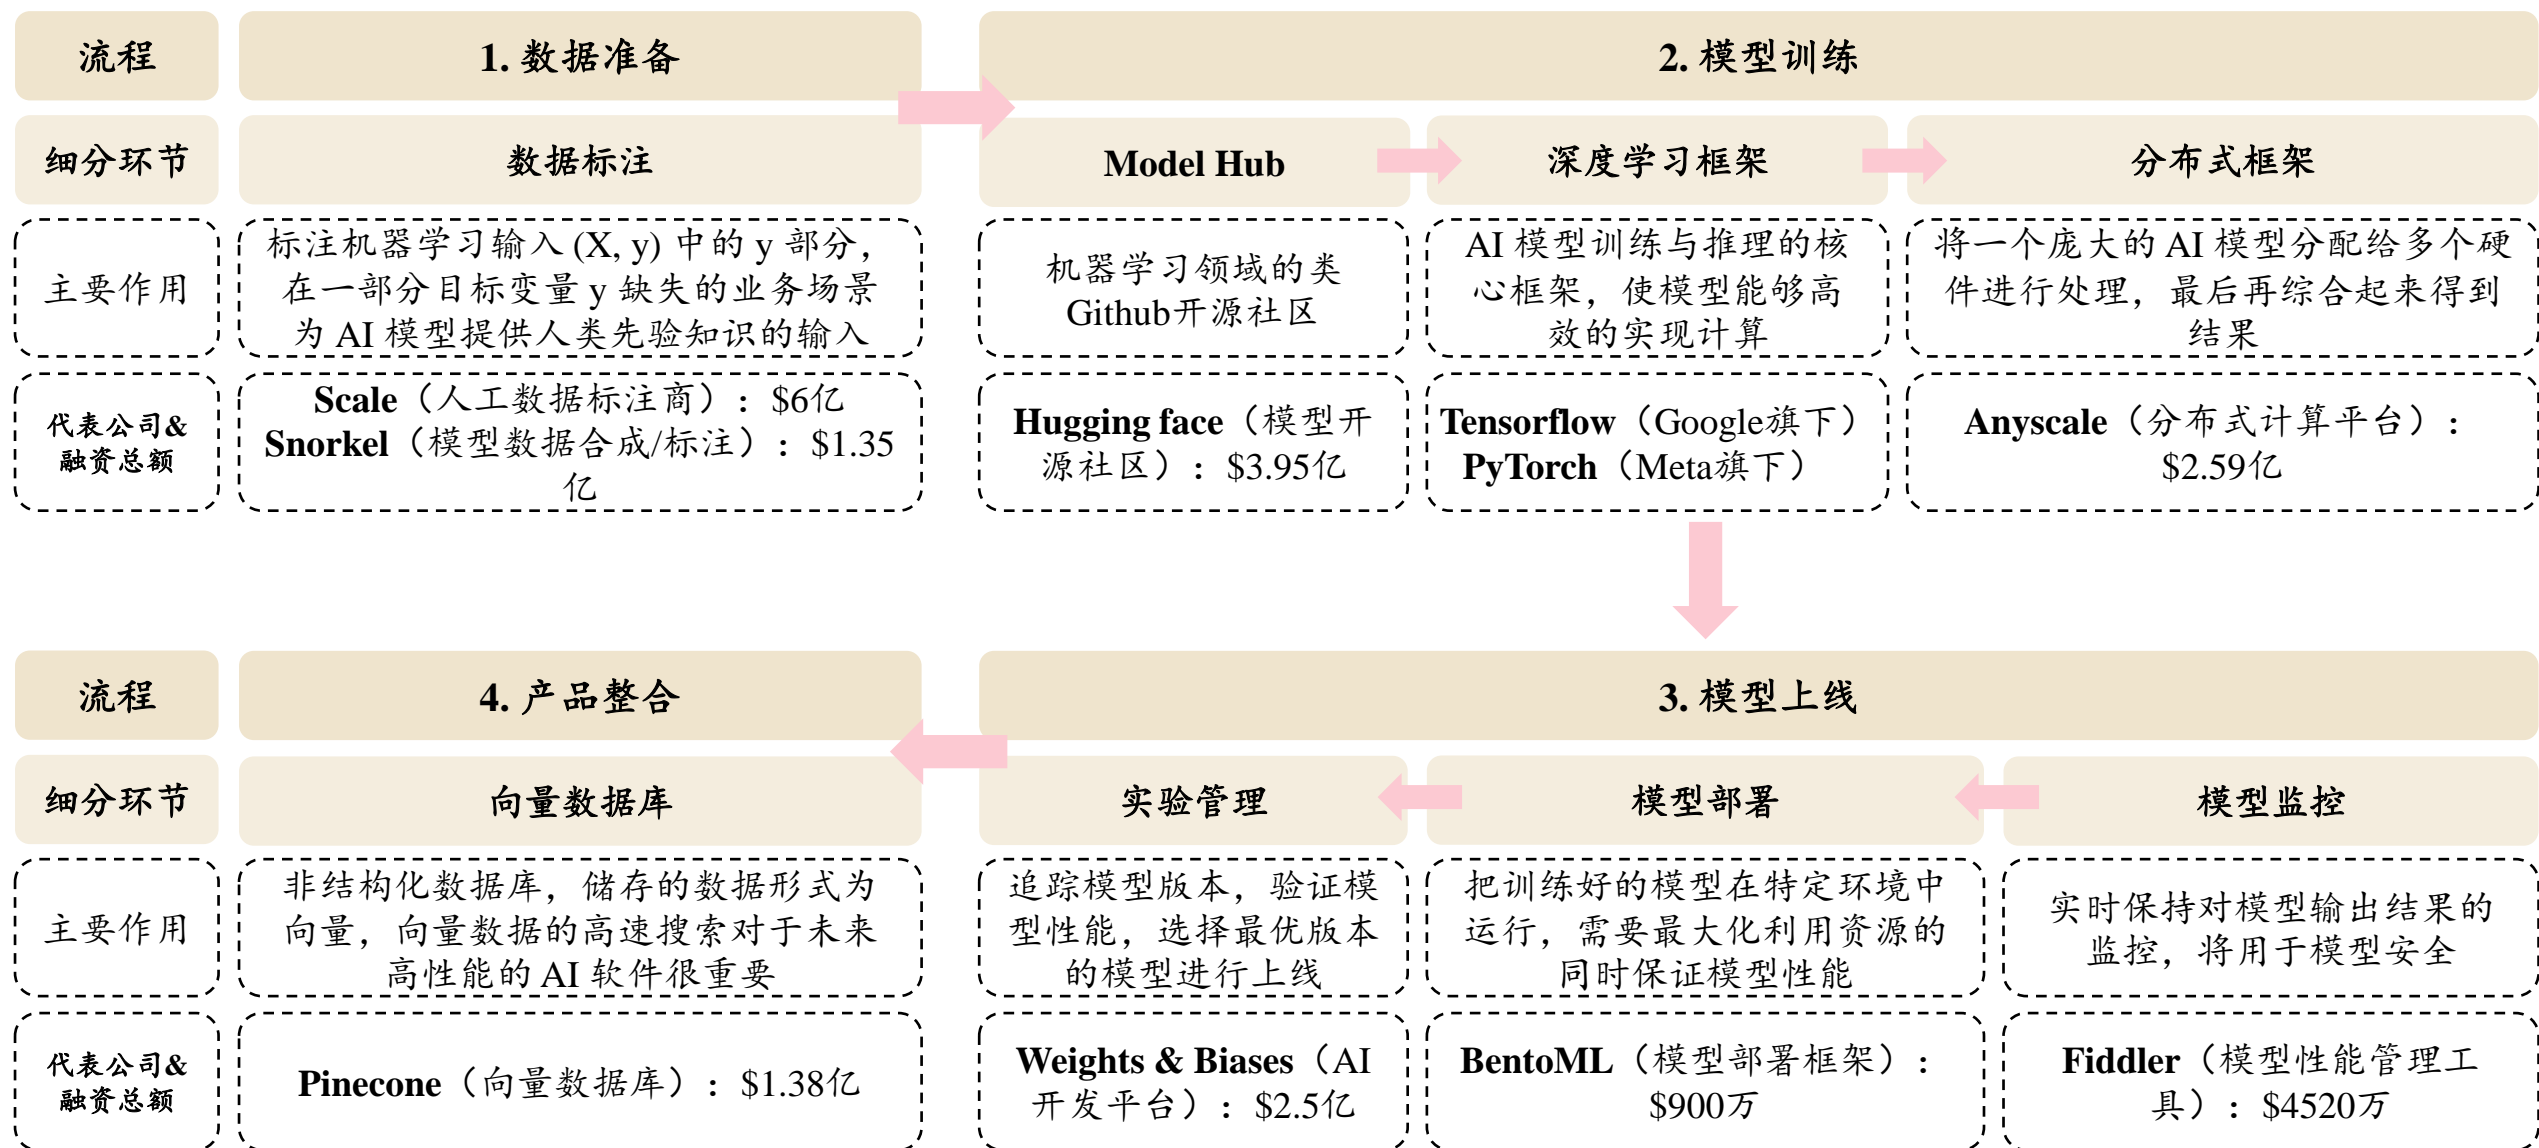 流程
1. 数据准备
2. 模型训练
细分环节
数据标注
Model Hub
深度学习框架
分布式框架
主要作用
标注机器学习输入 (X, y) 中的 y 部分，
在一部分目标变量 y 缺失的业务场景
为 AI 模型提供人类先验知识的输入
机器学习领域的类
Github开源社区
AI 模型训练与推理的核
心框架，使模型能够高
效的实现计算
将一个庞大的 AI 模型分配给多个硬
件进行处理，最后再综合起来得到
结果
代表公司&
融资总额
Scale（人工数据标注商）：$6亿
Snorkel（模型数据合成/标注）：$1.35
亿
Hugging face（模型开
源社区）：$3.95亿
Tensorflow（Google旗下）
PyTorch（Meta旗下）
Anyscale（分布式计算平台）：
$2.59亿
流程
4. 产品整合
3. 模型上线
细分环节
向量数据库
实验管理
模型部署
模型监控
主要作用
非结构化数据库，储存的数据形式为
向量，向量数据的高速搜索对于未来
高性能的 AI 软件很重要
追踪模型版本，验证模
型性能，选择最优版本
的模型进行上线
把训练好的模型在特定环境中
运行，需要最大化利用资源的
同时保证模型性能
实时保持对模型输出结果的
监控，将用于模型安全
代表公司&
融资总额
Pinecone（向量数据库）：$1.38亿
Weights & Biases（AI
开发平台）：$2.5亿
BentoML（模型部署框架）：
$900万
Fiddler（模型性能管理工
具）：$4520万